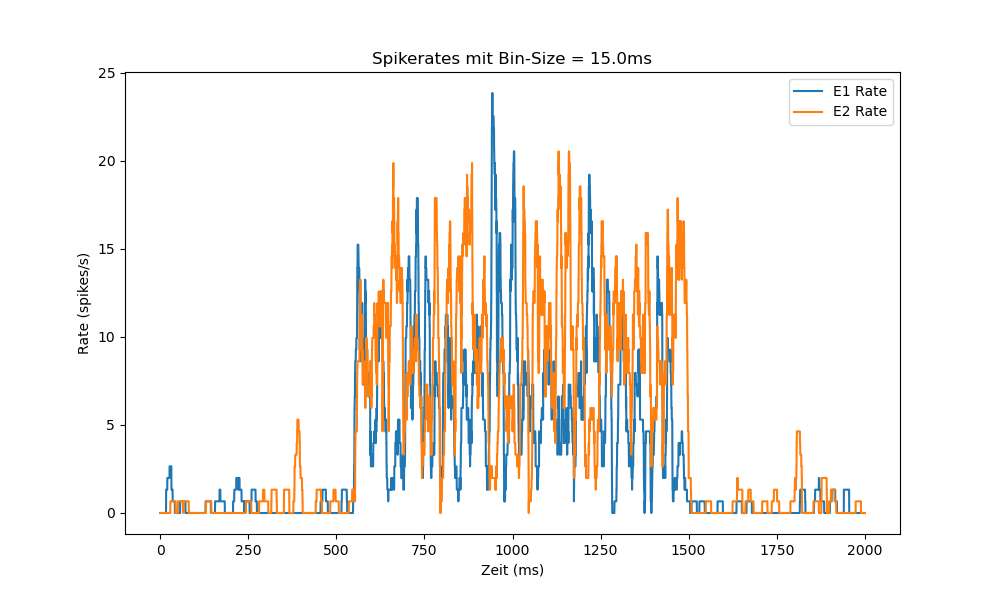 Spikerates mit Bin-Size = 15.0ms
E1 Rate
E2 Rate
Rate (spikes/s)
25
20
15
10
5
0
0 250 500 750 1000 1250 1500 1750 2000
Zeit (ms)